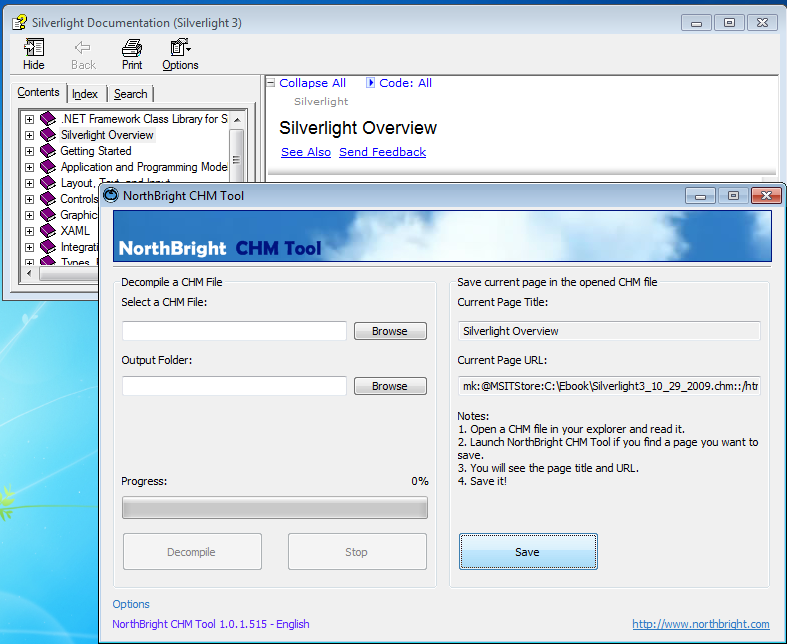 Silverlight Documentation (Silverlight 3)
Hide Back Print Options
Contents Index Search
.NET Framework Class Library for S
Silverlight Overview
Getting Started
Application and Programming Mode
Layout, Text, and Input
Controls
Graphic
XAML
Integrati
Types,
Collapse All Code: All
Silverlight
Silverlight Overview
See Also Send Feedback
NorthBright CHM Tool
NorthBright CHM Tool
Decompile a CHM File
Select a CHM File:
Browse
Output Folder:
Browse
Progress: 0%
Decompile Stop
Save current page in the opened CHM file
Current Page Title:
Silverlight Overview
Current Page URL:
mk:@MSITStore:C:\Ebook\Silverlight3_10_29_2009.chm::/htr
Notes:
1. Open a CHM file in your explorer and read it.
2. Launch NorthBright CHM Tool if you find a page you want to
save.
3. You will see the page title and URL.
4. Save it!
Save
Options
NorthBright CHM Tool 1.0.1.515 - English
http://www.northbright.com